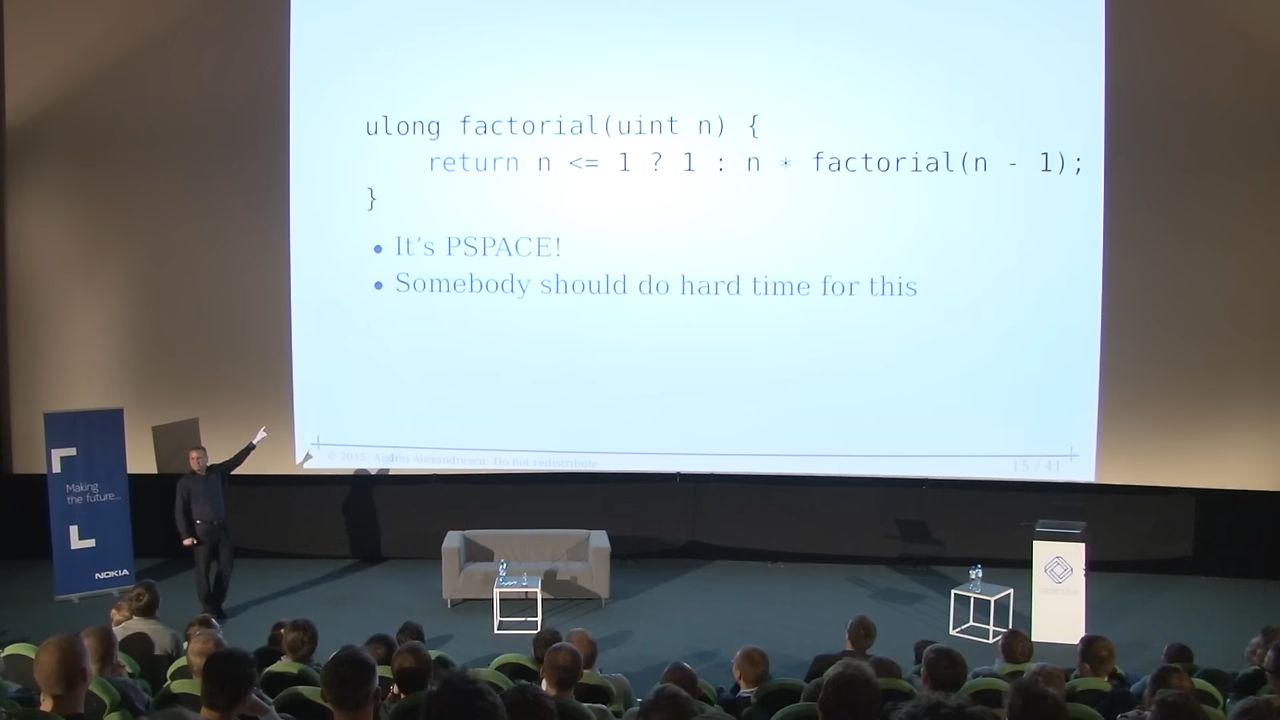 ulong factorial(uint n) {
return n <= 1 ? 1 : n * factorial(n - 1);
}
• It's PSPACE!
• Somebody should do hard time for this
© 2015- Andrei Alexandrescu. Do not redistribute
15 / 41
Making
the future...
NOKIA